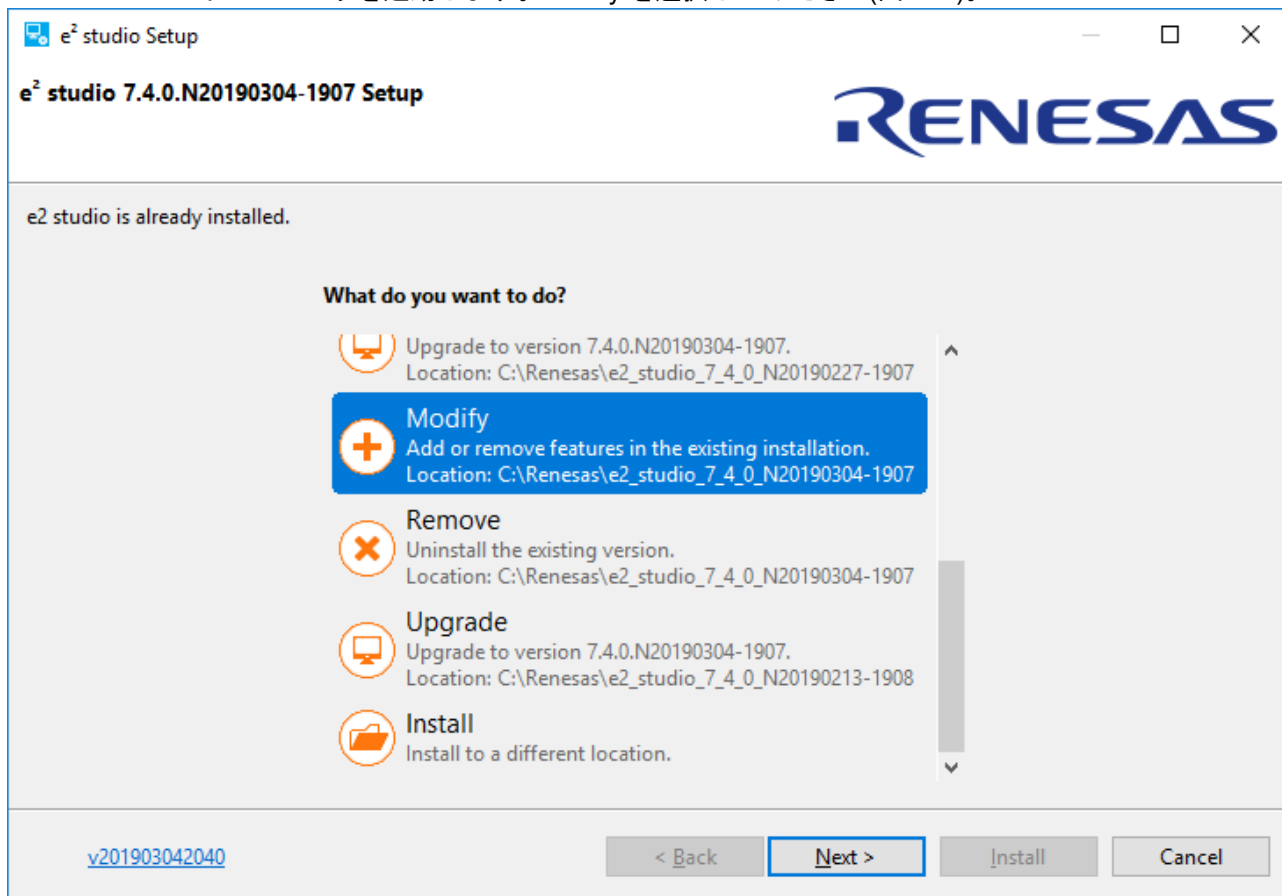 e² studio Setup
e² studio 7.4.0.N20190304-1907 Setup
RENESAS
e2 studio is already installed.
What do you want to do?
Upgrade to version 7.4.0.N20190304-1907.
Location: C:\Renesas\e2_studio_7_4_0_N20190227-1907
Modify
Add or remove features in the existing installation.
Location: C:\Renesas\e2_studio_7_4_0_N20190304-1907
Remove
Uninstall the existing version.
Location: C:\Renesas\e2_studio_7_4_0_N20190304-1907
Upgrade
Upgrade to version 7.4.0.N20190304-1907.
Location: C:\Renesas\e2_studio_7_4_0_N20190213-1908
Install
Install to a different location.
v201903042040
< Back
Next >
Install
Cancel